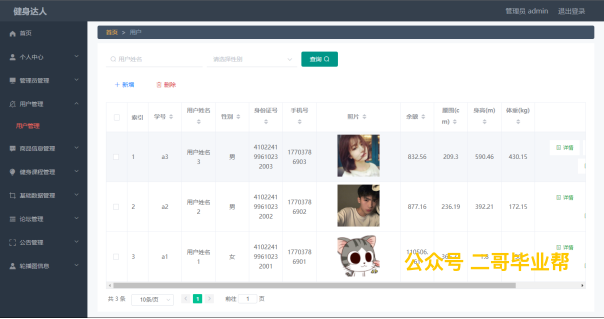 健身达人
管理员 admin 退出登录
首页
个人中心
管理员管理
用户管理
用户管理
商品信息管理
健身课程管理
基础数据管理
论坛管理
公告管理
轮播图信息
首页 > 用户
用户姓名 请选择性别 查询
+ 新增 删除
索引 学号 用户姓名 性别 身份证号 手机号 照片 余额 腰围(cm) 身高(m) 体重(kg)
1 a3 用户姓名3 男 410224199610232003 17703786903 832.56 209.3 590.46 430.15 详情
2 a2 用户姓名2 男 410224199610232002 17703786902 877.16 236.19 392.21 172.15 详情
3 a1 用户姓名1 女 410224199610232001 17703786901 详情
公众号 二哥毕业帮
共 3 条 10条/页 1 前往 1 页